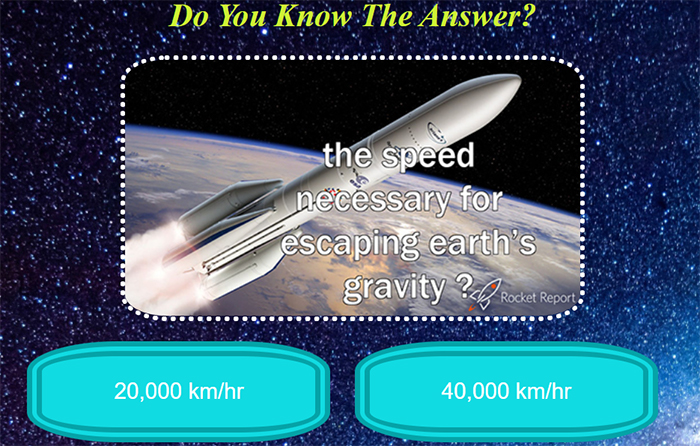 Do You Know The Answer?
the speed
necessary for
escaping earth's
gravity ?
Rocket Report
20,000 km/hr
40,000 km/hr